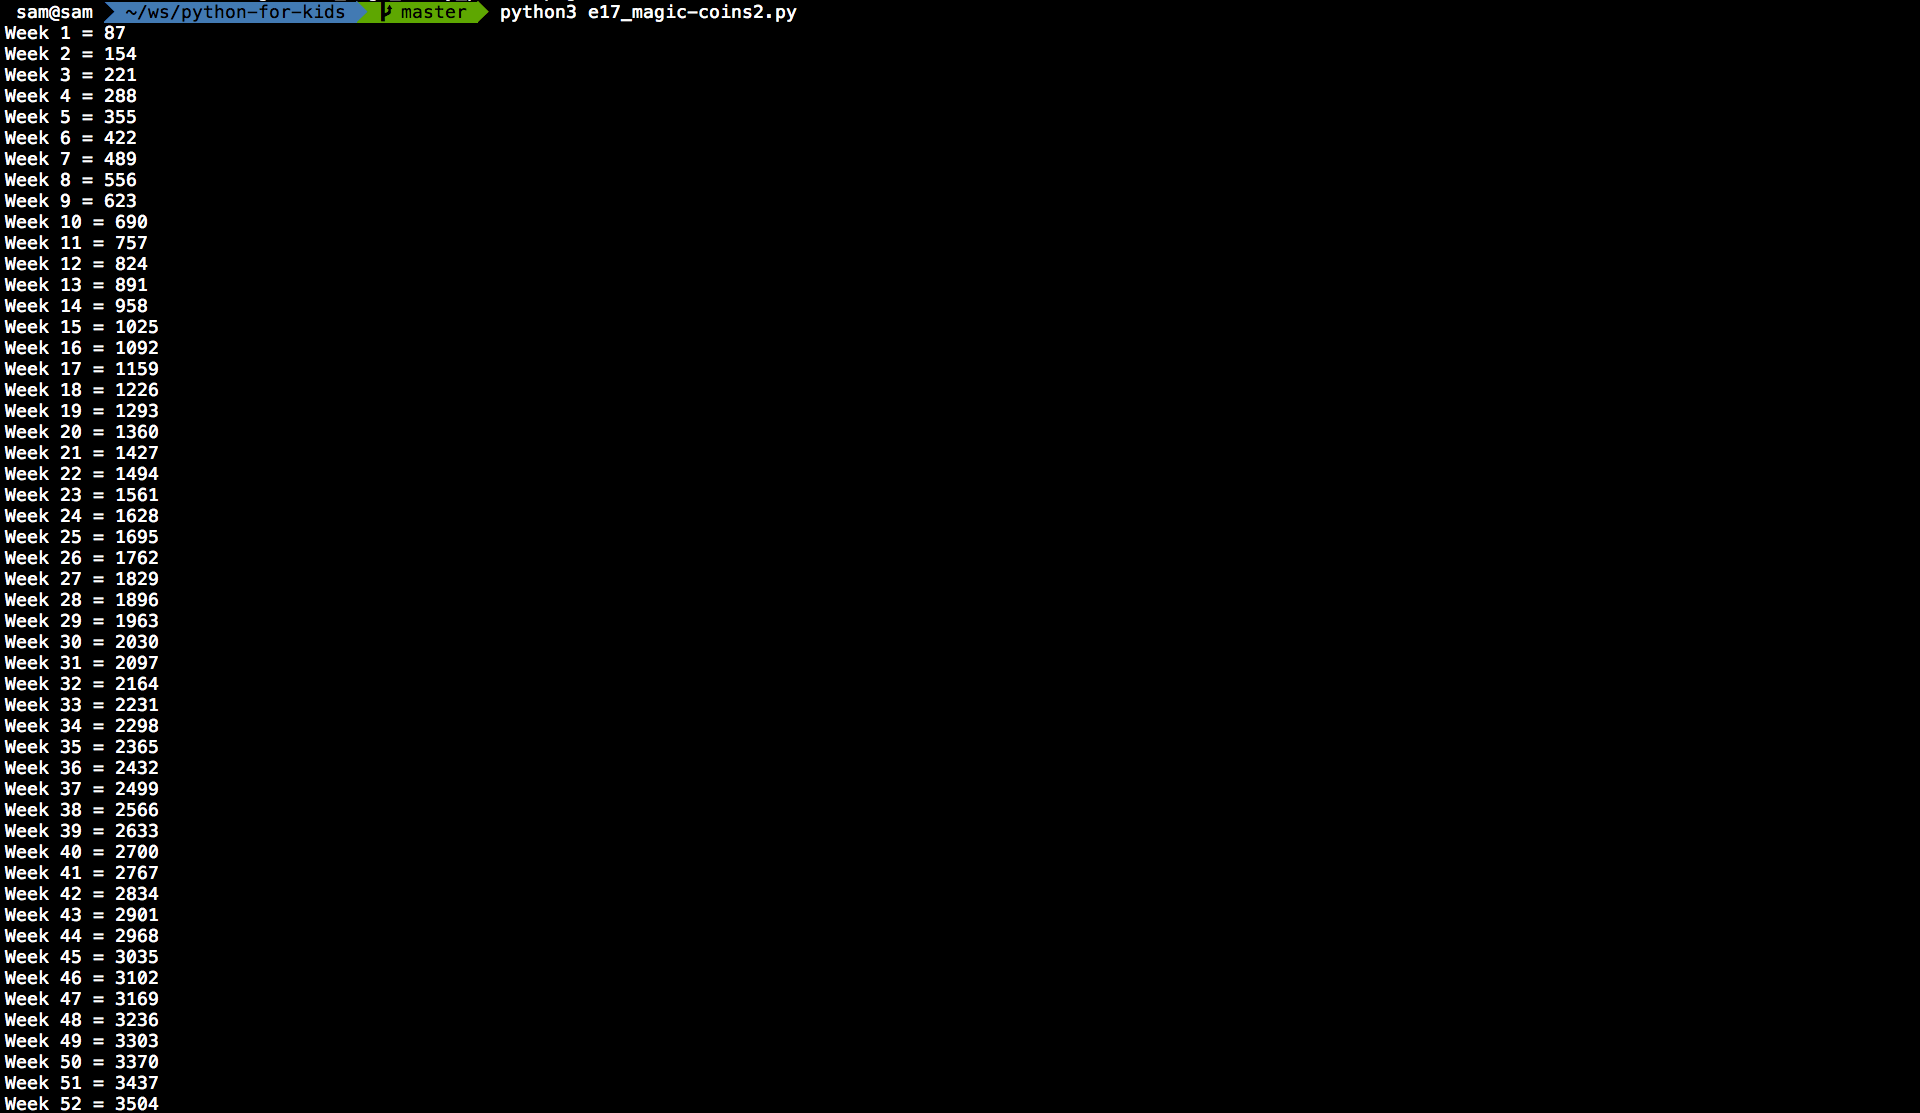 sam@sam ~/ws/python-for-kids master python3 e17_magic-coins2.py
Week 1 = 87
Week 2 = 154
Week 3 = 221
Week 4 = 288
Week 5 = 355
Week 6 = 422
Week 7 = 489
Week 8 = 556
Week 9 = 623
Week 10 = 690
Week 11 = 757
Week 12 = 824
Week 13 = 891
Week 14 = 958
Week 15 = 1025
Week 16 = 1092
Week 17 = 1159
Week 18 = 1226
Week 19 = 1293
Week 20 = 1360
Week 21 = 1427
Week 22 = 1494
Week 23 = 1561
Week 24 = 1628
Week 25 = 1695
Week 26 = 1762
Week 27 = 1829
Week 28 = 1896
Week 29 = 1963
Week 30 = 2030
Week 31 = 2097
Week 32 = 2164
Week 33 = 2231
Week 34 = 2298
Week 35 = 2365
Week 36 = 2432
Week 37 = 2499
Week 38 = 2566
Week 39 = 2633
Week 40 = 2700
Week 41 = 2767
Week 42 = 2834
Week 43 = 2901
Week 44 = 2968
Week 45 = 3035
Week 46 = 3102
Week 47 = 3169
Week 48 = 3236
Week 49 = 3303
Week 50 = 3370
Week 51 = 3437
Week 52 = 3504